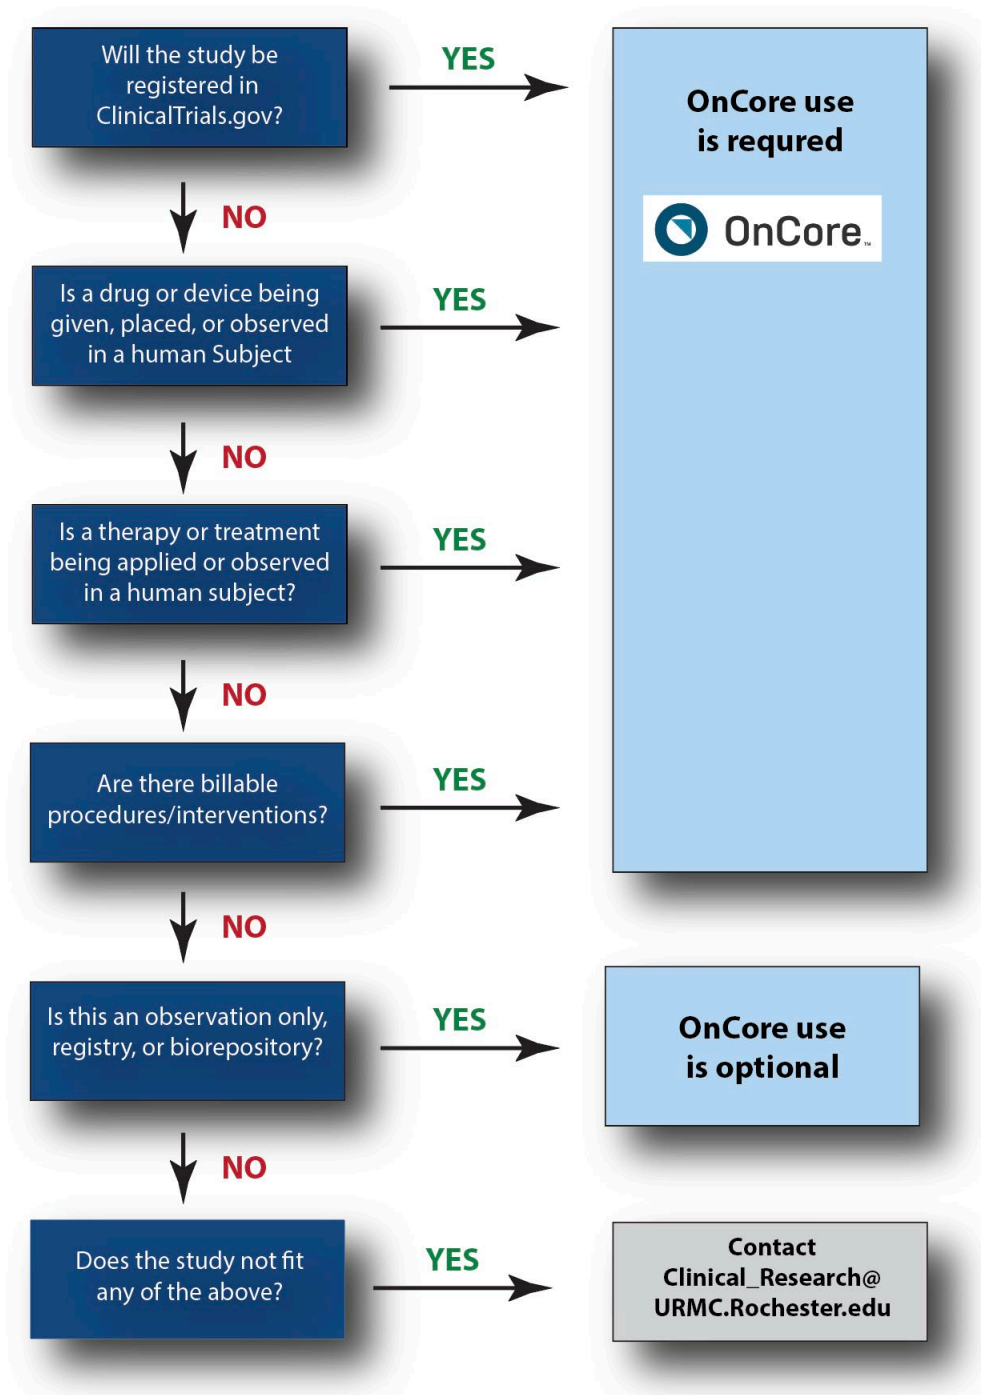 Will the study be
registered in
ClinicalTrials.gov?
YES
OnCore use
is requred
OnCore™
NO
Is a drug or device being
given, placed, or observed
in a human Subject
YES
NO
Is a therapy or treatment
being applied or observed
in a human subject?
YES
NO
Are there billable
procedures/interventions?
YES
NO
Is this an observation only,
registry, or biorepository?
YES
OnCore use
is optional
NO
Does the study not fit
any of the above?
YES
Contact
Clinical_Research@
URMC.Rochester.edu